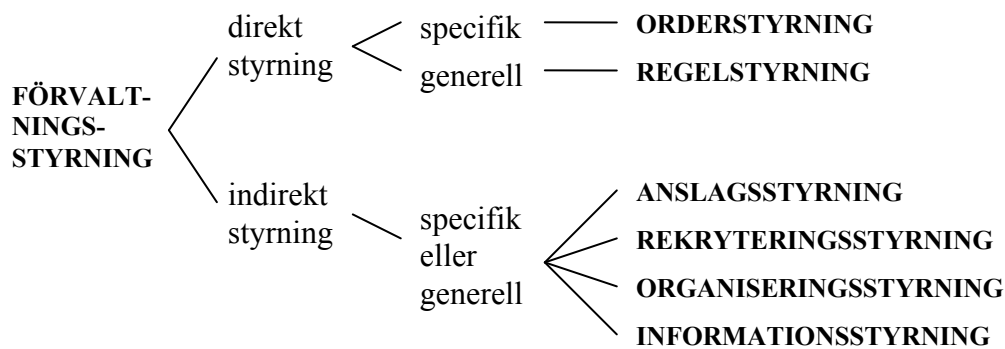 FÖRVALT-
NINGS-
STYRNING
direkt
styrning
specifik
ORDERSTYRNING
generell
REGELSTYRNING
indirekt
styrning
specifik
eller
generell
ANSLAGSSTYRNING
REKRYTERINGSSTYRNING
ORGANISERINGSSTYRNING
INFORMATIONSSTYRNING